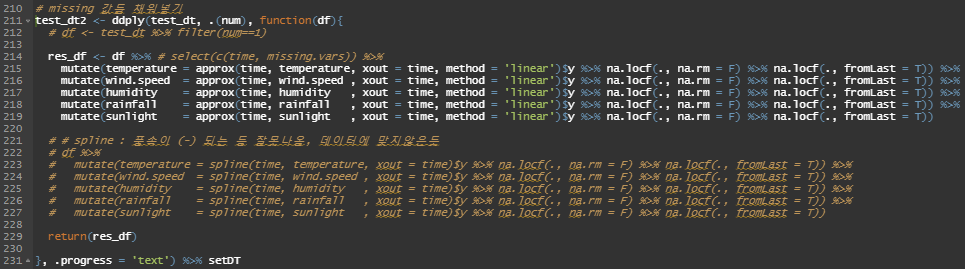 210 # missing 값들 채워넣기
211 test_dt2 <- ddply(test_dt, .(num), function(df){
212   # df <- test_dt %>% filter(num==1)
213
214   res_df <- df %>% # select(c(time, missing.vars)) %>%
215     mutate(temperature = approx(time, temperature, xout = time, method = 'linear')$y %>% na.locf(., na.rm = F) %>% na.locf(., fromLast = T)) %>%
216     mutate(wind.speed  = approx(time, wind.speed , xout = time, method = 'linear')$y %>% na.locf(., na.rm = F) %>% na.locf(., fromLast = T)) %>%
217     mutate(humidity    = approx(time, humidity   , xout = time, method = 'linear')$y %>% na.locf(., na.rm = F) %>% na.locf(., fromLast = T)) %>%
218     mutate(rainfall    = approx(time, rainfall   , xout = time, method = 'linear')$y %>% na.locf(., na.rm = F) %>% na.locf(., fromLast = T)) %>%
219     mutate(sunlight    = approx(time, sunlight   , xout = time, method = 'linear')$y %>% na.locf(., na.rm = F) %>% na.locf(., fromLast = T))
220
221   # # spline : 풍속이 (-) 되는 등 잘못나옴, 데이터에 맞지않은듯
222   # df %>%
223   #   mutate(temperature = spline(time, temperature, xout = time)$y %>% na.locf(., na.rm = F) %>% na.locf(., fromLast = T)) %>%
224   #   mutate(wind.speed  = spline(time, wind.speed , xout = time)$y %>% na.locf(., na.rm = F) %>% na.locf(., fromLast = T)) %>%
225   #   mutate(humidity    = spline(time, humidity   , xout = time)$y %>% na.locf(., na.rm = F) %>% na.locf(., fromLast = T)) %>%
226   #   mutate(rainfall    = spline(time, rainfall   , xout = time)$y %>% na.locf(., na.rm = F) %>% na.locf(., fromLast = T)) %>%
227   #   mutate(sunlight    = spline(time, sunlight   , xout = time)$y %>% na.locf(., na.rm = F) %>% na.locf(., fromLast = T))
228
229   return(res_df)
230
231 }, .progress = 'text') %>% setDT